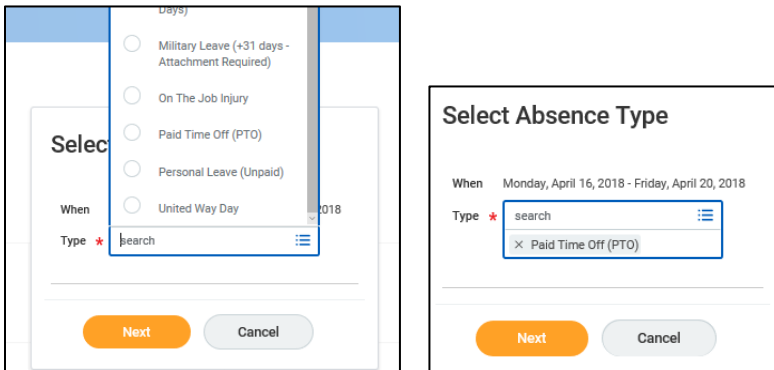 Days)
Military Leave (+31 days -
Attachment Required)
On The Job Injury
Paid Time Off (PTO)
Personal Leave (Unpaid)
United Way Day
Selec
When 2018
Type * search
Next Cancel
Select Absence Type
When Monday, April 16, 2018 - Friday, April 20, 2018
Type * search
× Paid Time Off (PTO)
Next Cancel